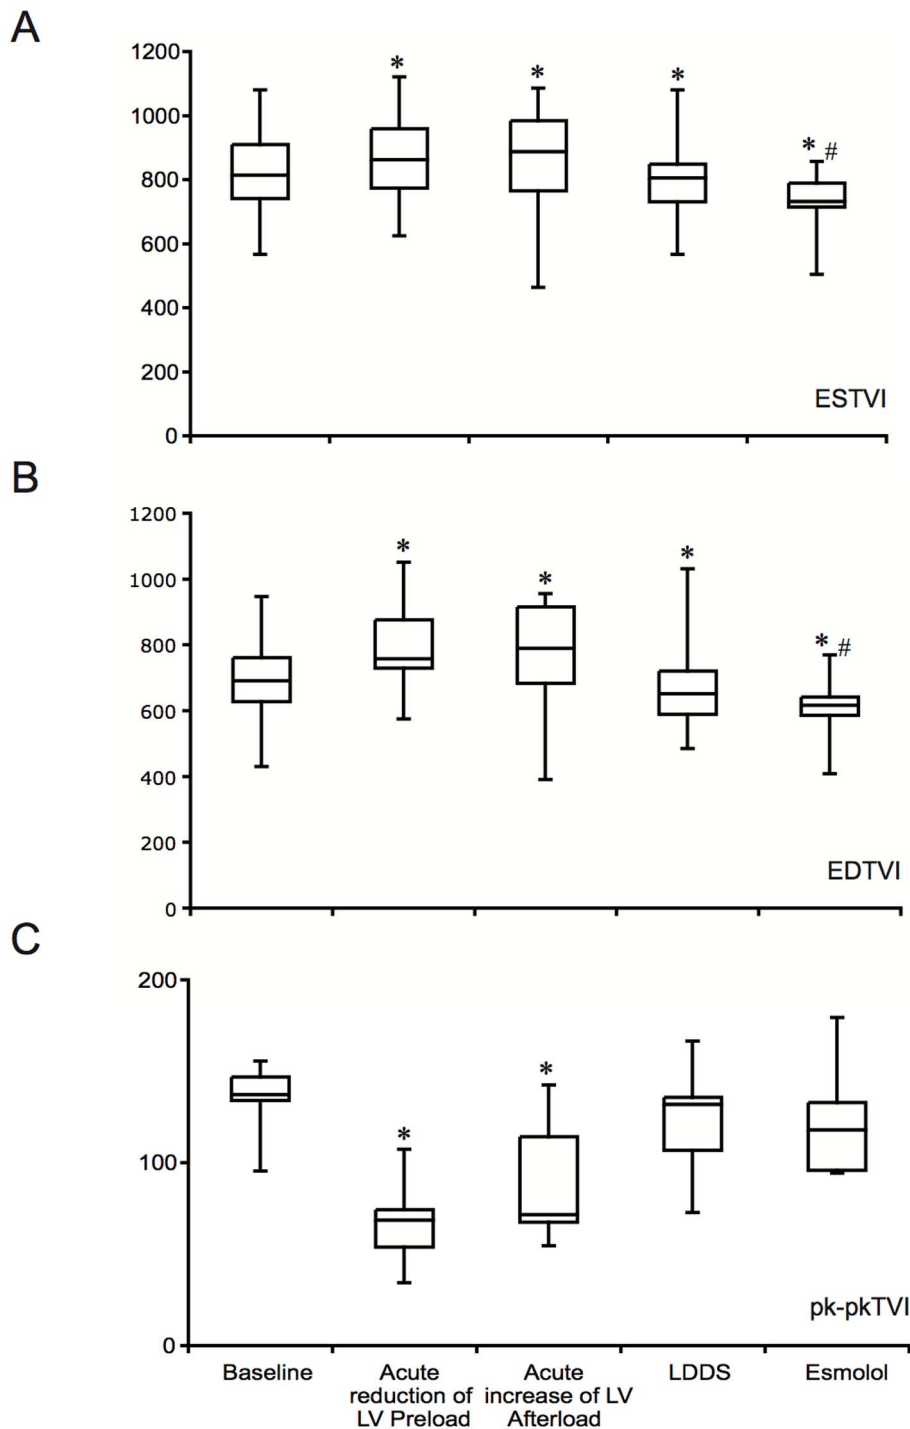 A
1200
1000
800
600
400
200
0
* * * * #
ESTVI
B
1200
1000
800
600
400
200
0
* * * * #
EDTVI
C
200
100
0
* *
pk-pkTVI
Baseline
Acute
reduction of
LV Preload
Acute
increase of LV
Afterload
LDDS
Esmolol